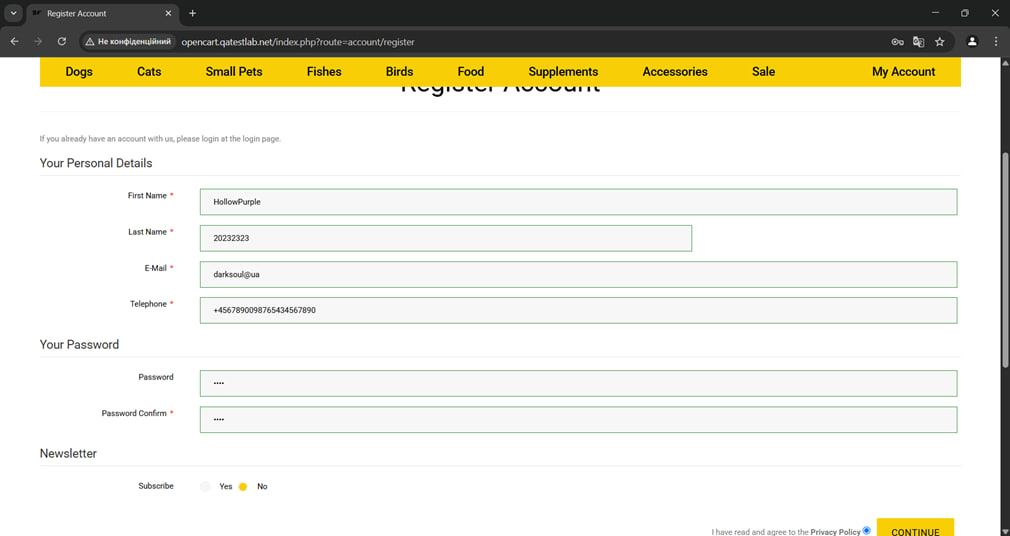 Register Account
Не конфіденційний
opencart.qatestlab.net/index.php?route=account/register
Dogs Cats Small Pets Fishes Birds Food Supplements Accessories Sale My Account
Register Account
If you already have an account with us, please login at the login page.
Your Personal Details
First Name * HollowPurple
Last Name * 20232323
E-Mail * darksoul@ua
Telephone * +4567890098765434567890
Your Password
Password ••••
Password Confirm * ••••
Newsletter
Subscribe Yes No
I have read and agree to the Privacy Policy CONTINUE